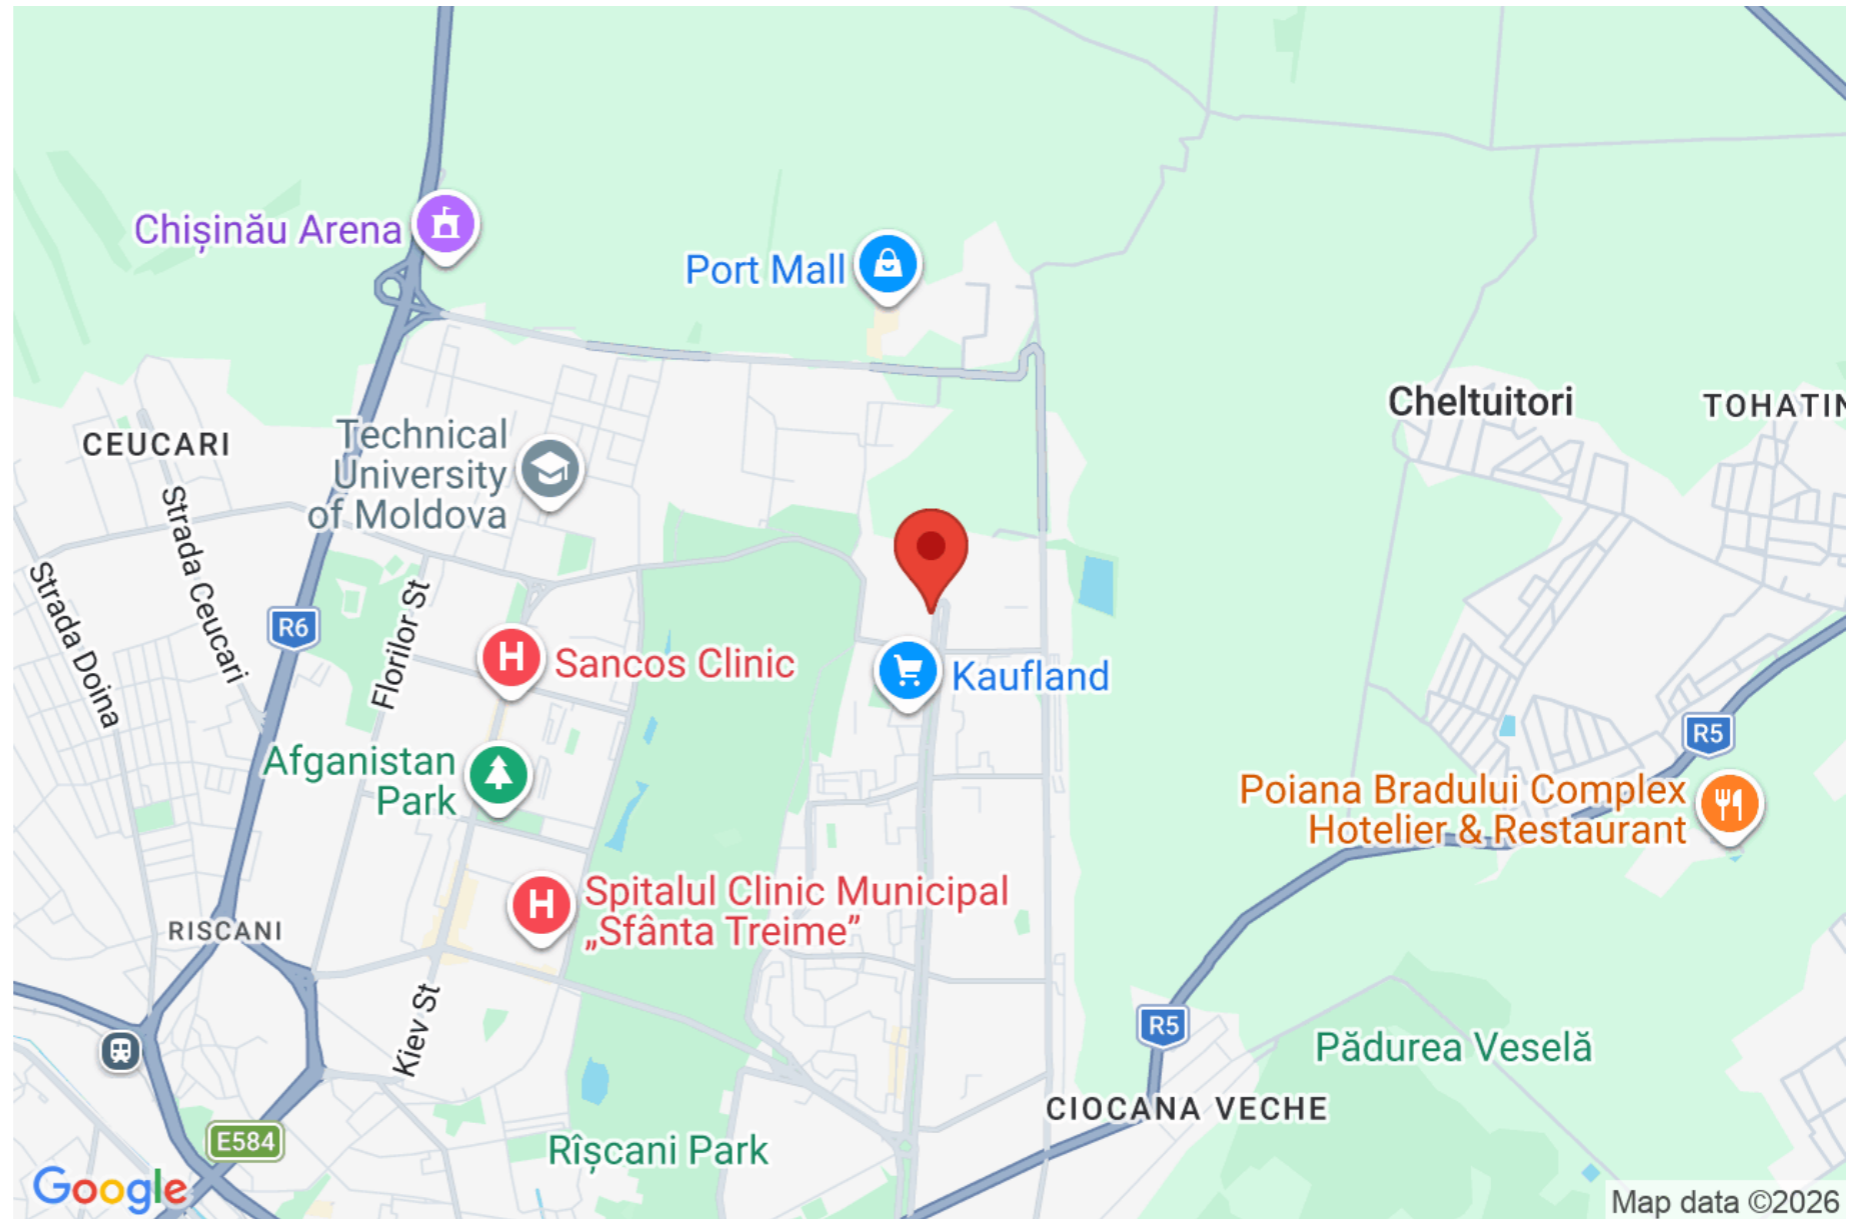 Chișinău Arena
Port Mall
Cheltuitori
TOHATIN
CEUCARI
Technical
University
of Moldova
Strada Ceucari
Strada Doina
Florilor St
R6
H
Sancos Clinic
Kaufland
R5
Afganistan
Park
Poiana Bradului Complex
Hotelier & Restaurant
H
Spitalul Clinic Municipal
„Sfânta Treime”
RISCANI
Kiev St
R5
Pădurea Veselă
CIOCANA VECHE
E584
Rîșcani Park
Google
Map data ©2026